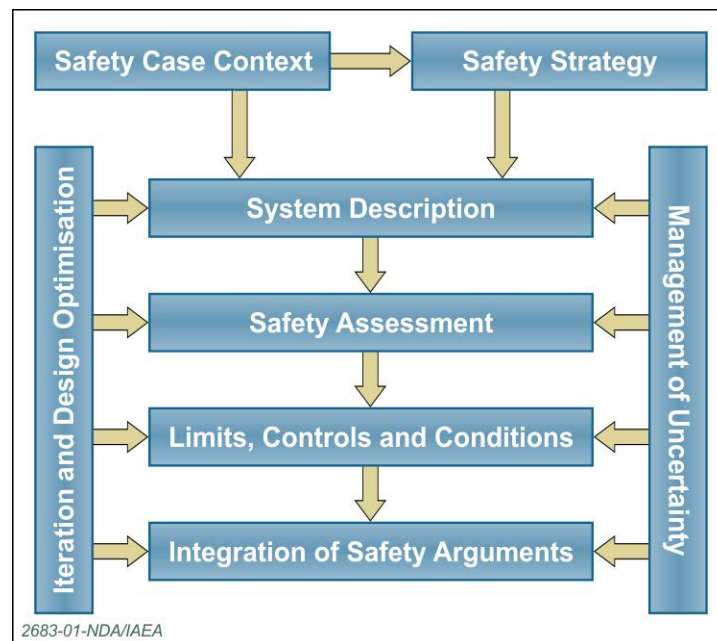 Safety Case Context
Safety Strategy
Iteration and Design Optimisation
System Description
Management of Uncertainty
Safety Assessment
Limits, Controls and Conditions
Integration of Safety Arguments
2683-01-NDA/IAEA